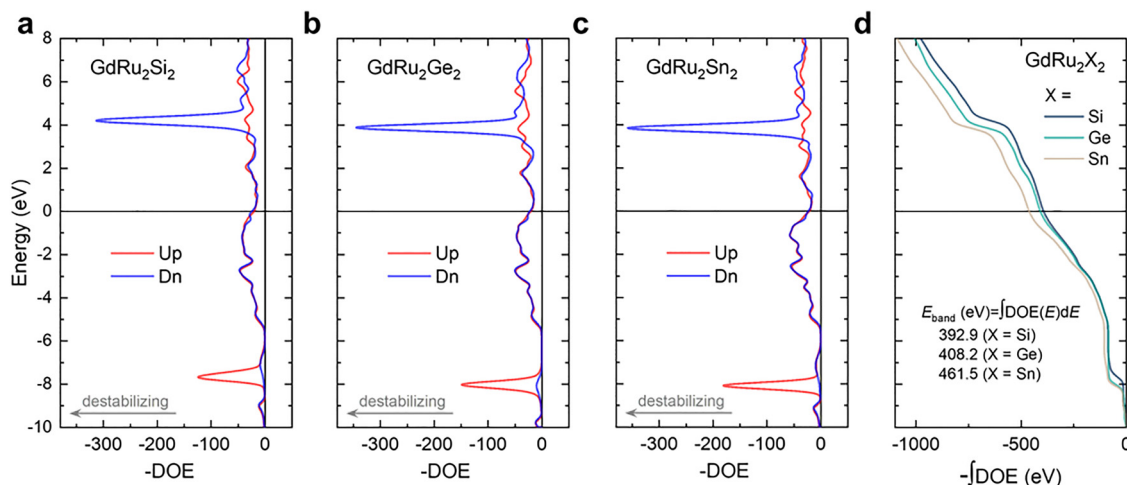 a
b
c
d
8
6
4
2
0
-2
-4
-6
-8
-10
Energy (eV)
GdRu2Si2
Up
Dn
destabilizing
-300 -200 -100 0
-DOE
GdRu2Ge2
Up
Dn
destabilizing
-300 -200 -100 0
-DOE
GdRu2Sn2
Up
Dn
destabilizing
-300 -200 -100 0
-DOE
GdRu2X2
X =
Si
Ge
Sn
Eband (eV)=∫DOE(E)dE
392.9 (X = Si)
408.2 (X = Ge)
461.5 (X = Sn)
-1000 -500 0
-∫DOE (eV)